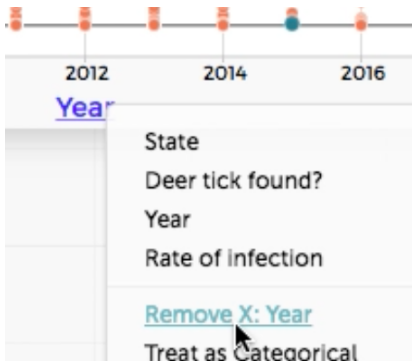 2012 2014 2016
Year
State
Deer tick found?
Year
Rate of infection
Remove X: Year
Treat as Categorical